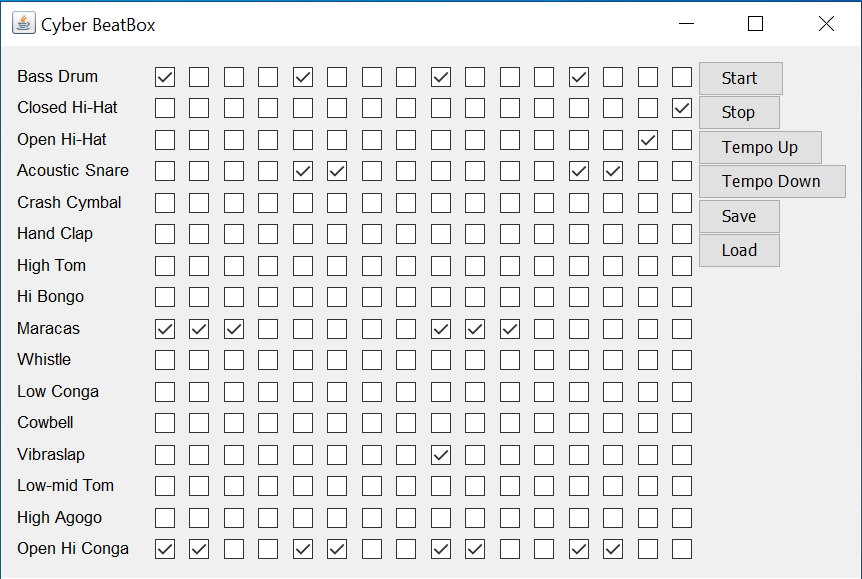 Cyber BeatBox
Bass Drum
Closed Hi-Hat
Open Hi-Hat
Acoustic Snare
Crash Cymbal
Hand Clap
High Tom
Hi Bongo
Maracas
Whistle
Low Conga
Cowbell
Vibraslap
Low-mid Tom
High Agogo
Open Hi Conga
Start
Stop
Tempo Up
Tempo Down
Save
Load